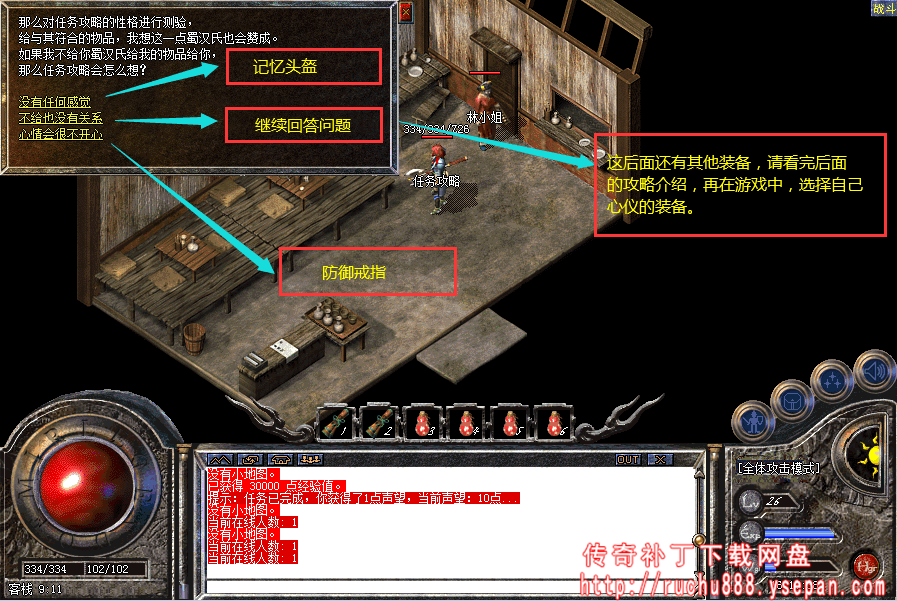 那么对任务攻略的性格进行测验,
给与其符合的物品, 我想这一点蜀汉氏也会赞成。
如果我不给你蜀汉氏给我的物品给你,
那么任务攻略会怎么想?
没有任何感觉
不给也没有关系
心情会很不开心
记忆头盔
继续回答问题
防御戒指
战斗
林小姐
334/334/726
任务攻略
这后面还有其他装备，请看完后面
的攻略介绍，再在游戏中，选择自己
心仪的装备。
1
2
3
4
5
6
OUT
没有小地图。
已获得 30000 点经验值。
提示: 任务已完成, 你获得了1点声望, 当前声望: 10点...
没有小地图。
当前在线人数: 1
没有小地图。
当前在线人数: 1
当前在线人数: 1
[全体攻击模式]
Lv
26
Exp
334/334
102/102
客栈 9:11
传奇补丁下载网盘
http://ruchu888.ysepan.com